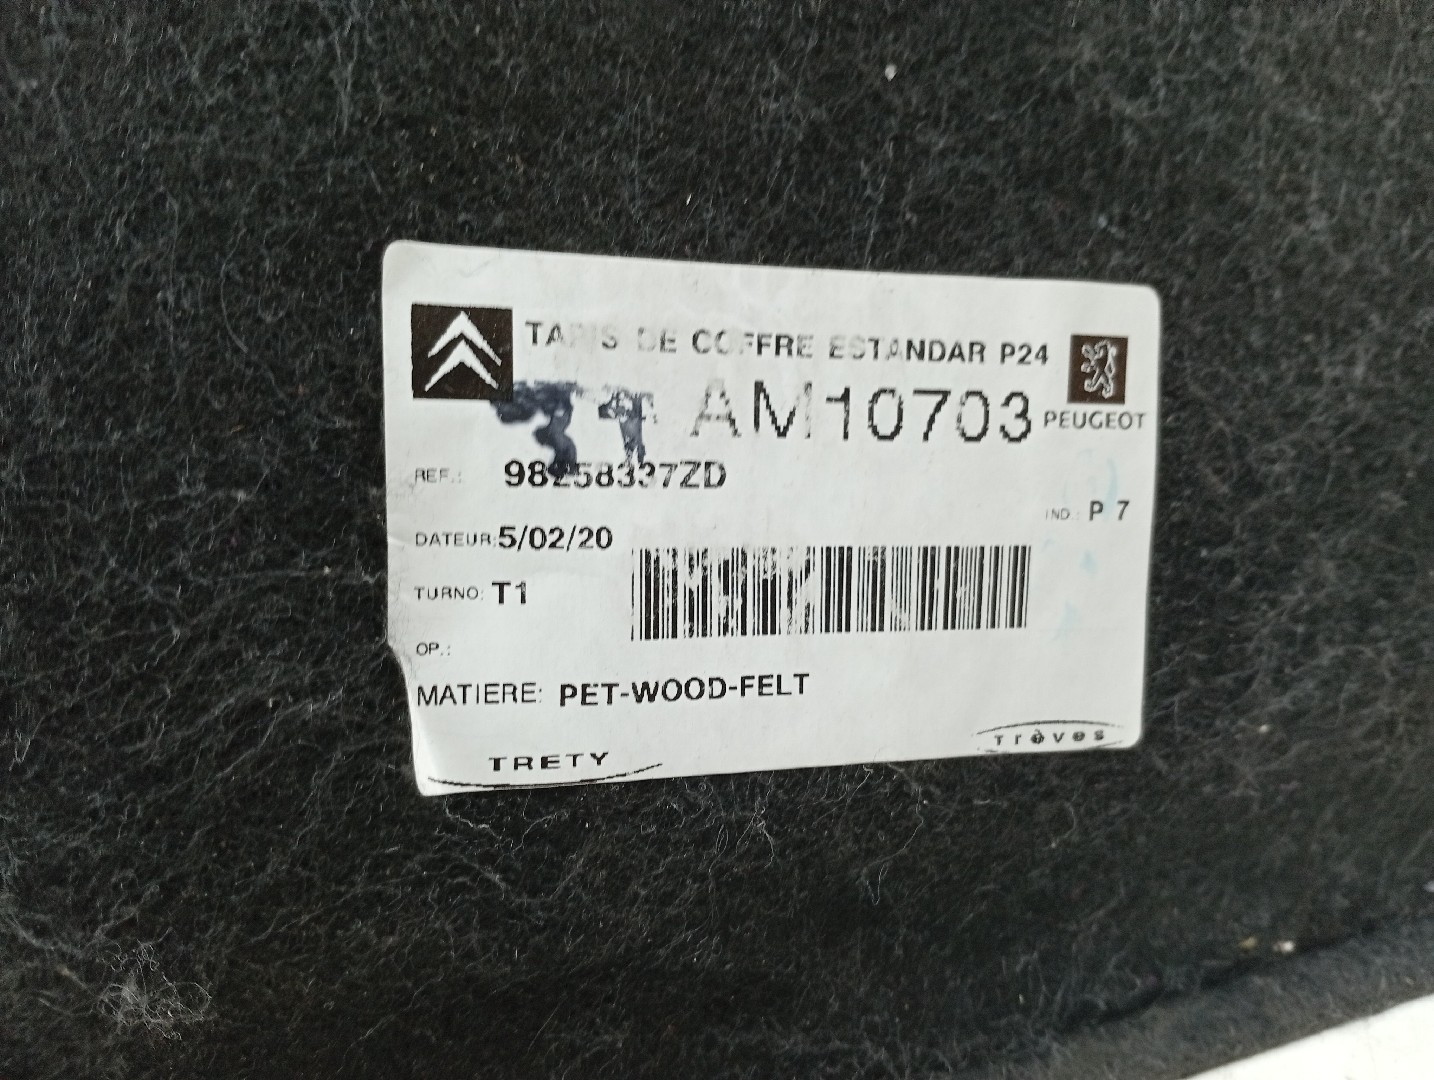 TAPIS DE COFFRE ESTANDAR P24
AM10703
PEUGEOT
REF.: 98258337ZD
IND.: P 7
DATEUR: 5/02/20
TURNO: T1
OP.:
MATIERE: PET-WOOD-FELT
TRETY
Trèves